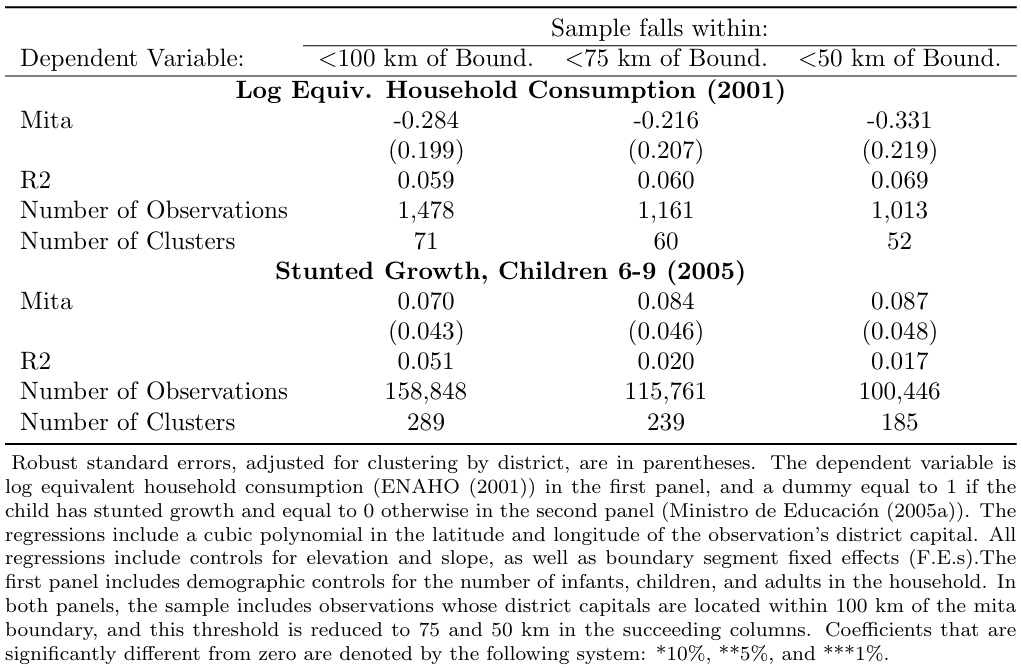 Sample falls within:
Dependent Variable: <100 km of Bound. <75 km of Bound. <50 km of Bound.
Log Equiv. Household Consumption (2001)
Mita -0.284 -0.216 -0.331
(0.199) (0.207) (0.219)
R2 0.059 0.060 0.069
Number of Observations 1,478 1,161 1,013
Number of Clusters 71 60 52
Stunted Growth, Children 6-9 (2005)
Mita 0.070 0.084 0.087
(0.043) (0.046) (0.048)
R2 0.051 0.020 0.017
Number of Observations 158,848 115,761 100,446
Number of Clusters 289 239 185
Robust standard errors, adjusted for clustering by district, are in parentheses. The dependent variable is
log equivalent household consumption (ENAHO (2001)) in the first panel, and a dummy equal to 1 if the
child has stunted growth and equal to 0 otherwise in the second panel (Ministro de Educación (2005a)). The
regressions include a cubic polynomial in the latitude and longitude of the observation's district capital. All
regressions include controls for elevation and slope, as well as boundary segment fixed effects (F.E.s).The
first panel includes demographic controls for the number of infants, children, and adults in the household. In
both panels, the sample includes observations whose district capitals are located within 100 km of the mita
boundary, and this threshold is reduced to 75 and 50 km in the succeeding columns. Coefficients that are
significantly different from zero are denoted by the following system: *10%, **5%, and ***1%.